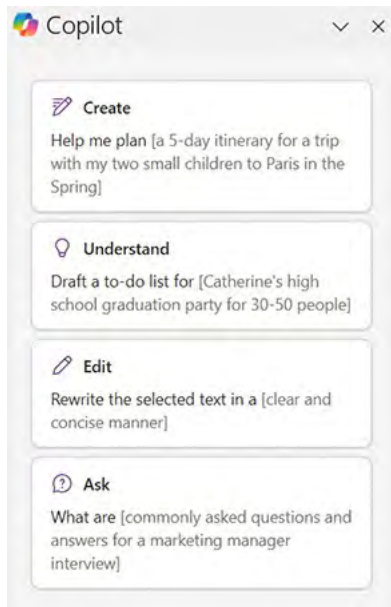 Copilot
Create
Help me plan [a 5-day itinerary for a trip
with my two small children to Paris in the
Spring]
Understand
Draft a to-do list for [Catherine's high
school graduation party for 30-50 people]
Edit
Rewrite the selected text in a [clear and
concise manner]
Ask
What are [commonly asked questions and
answers for a marketing manager
interview]